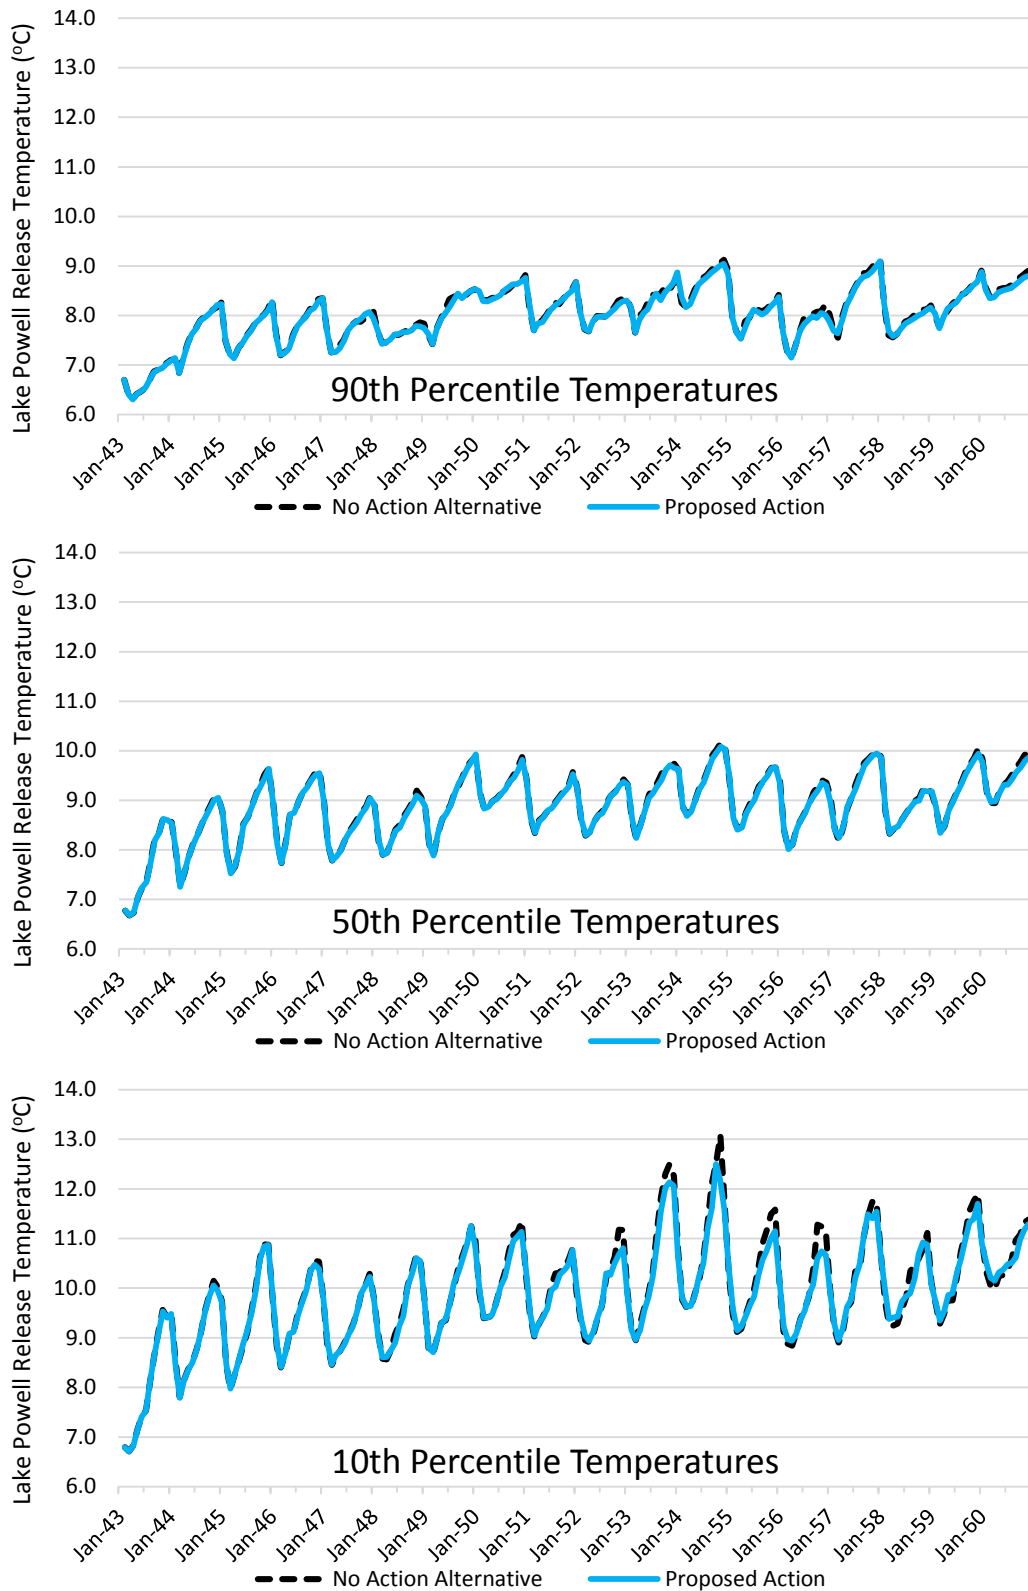 Lake Powell Release Temperature (ºC)
14.0
13.0
12.0
11.0
10.0
9.0
8.0
7.0
6.0
90th Percentile Temperatures
Jan-43
Jan-44
Jan-45
Jan-46
Jan-47
Jan-48
Jan-49
Jan-50
Jan-51
Jan-52
Jan-53
Jan-54
Jan-55
Jan-56
Jan-57
Jan-58
Jan-59
Jan-60
No Action Alternative Proposed Action
Lake Powell Release Temperature (ºC)
14.0
13.0
12.0
11.0
10.0
9.0
8.0
7.0
6.0
50th Percentile Temperatures
Jan-43
Jan-44
Jan-45
Jan-46
Jan-47
Jan-48
Jan-49
Jan-50
Jan-51
Jan-52
Jan-53
Jan-54
Jan-55
Jan-56
Jan-57
Jan-58
Jan-59
Jan-60
No Action Alternative Proposed Action
Lake Powell Release Temperature (ºC)
14.0
13.0
12.0
11.0
10.0
9.0
8.0
7.0
6.0
10th Percentile Temperatures
Jan-43
Jan-44
Jan-45
Jan-46
Jan-47
Jan-48
Jan-49
Jan-50
Jan-51
Jan-52
Jan-53
Jan-54
Jan-55
Jan-56
Jan-57
Jan-58
Jan-59
Jan-60
No Action Alternative Proposed Action